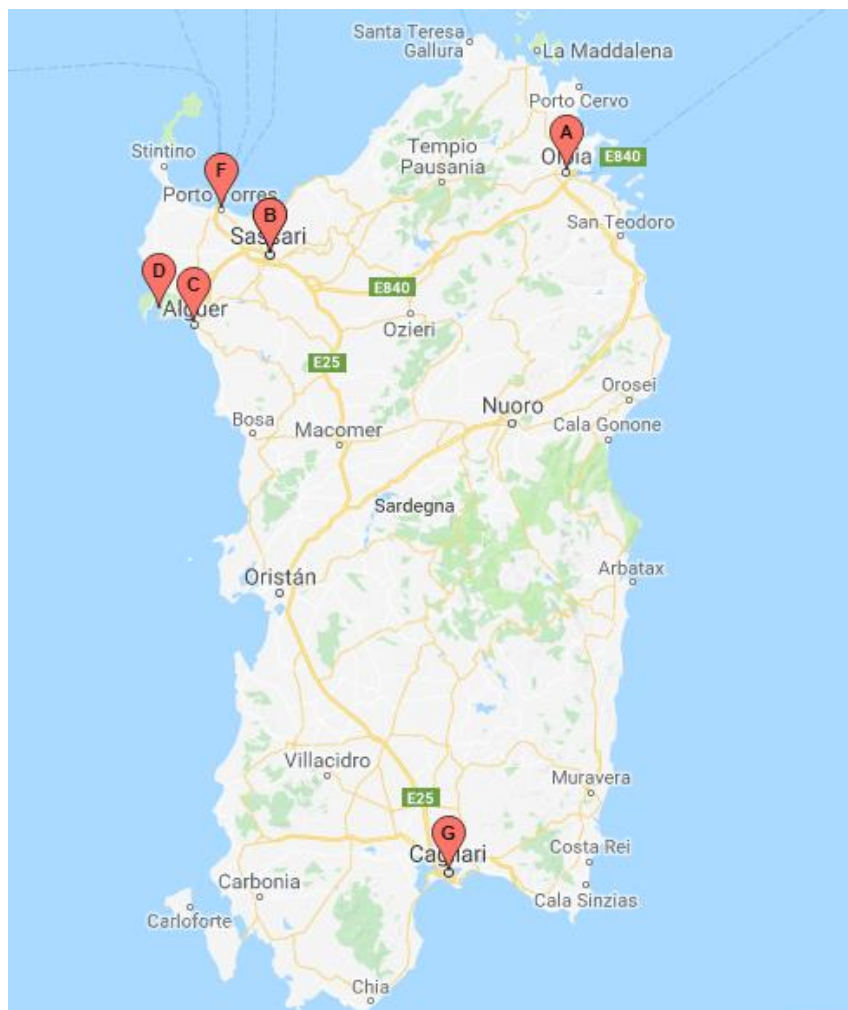 Santa Teresa
Gallura
La Maddalena
Porto Cervo
A
Olbia
E840
Stintino
Tempio
Pausania
F
Porto Torres
B
Sassari
San Teodoro
D
C
Alguer
E840
Ozieri
E25
Orosei
Nuoro
Bosa
Macomer
Cala Gonone
Sardegna
Oristán
Arbatax
Villacidro
Muravera
E25
G
Cagliari
Costa Rei
Carbonia
Cala Sinzias
Carloforte
Chia